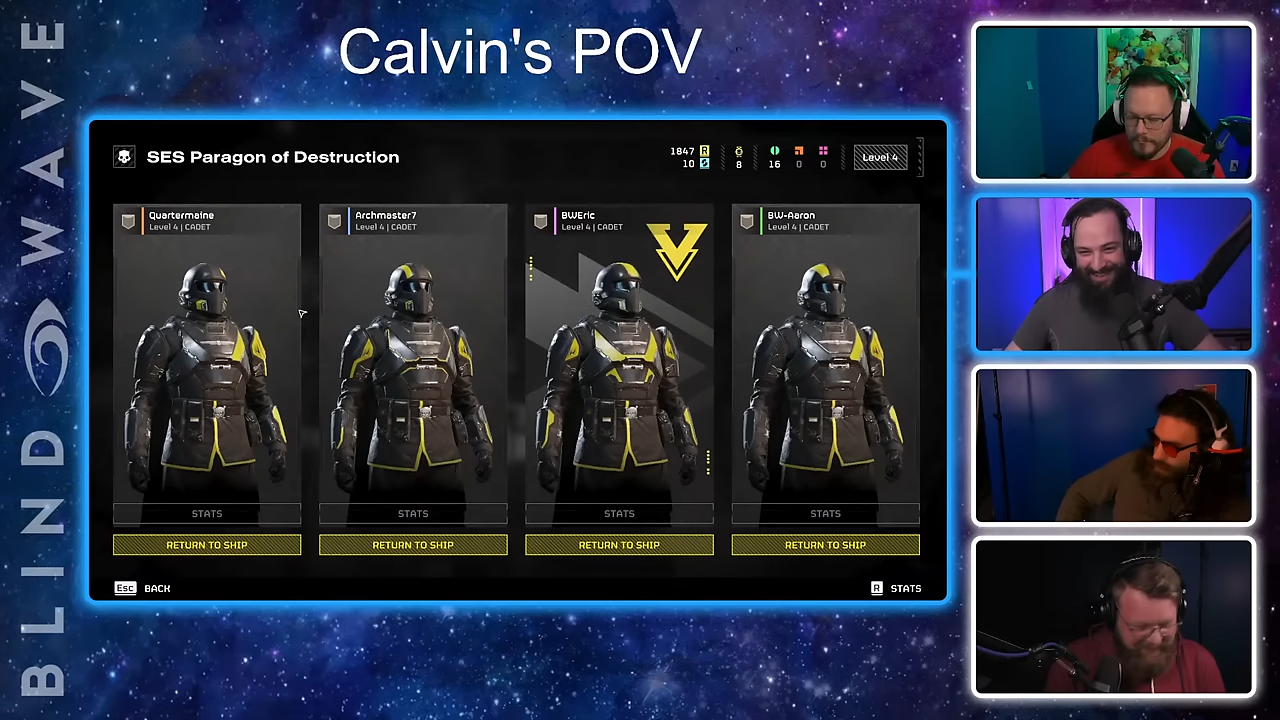 Calvin's POV
BLIND WAVE
SES Paragon of Destruction
1847
10
8
16
0
0
Level 4
Quartermaine
Level 4 | CADET
Archmaster7
Level 4 | CADET
BWEric
Level 4 | CADET
BW-Aaron
Level 4 | CADET
STATS
STATS
STATS
STATS
RETURN TO SHIP
RETURN TO SHIP
RETURN TO SHIP
RETURN TO SHIP
Esc BACK
R STATS